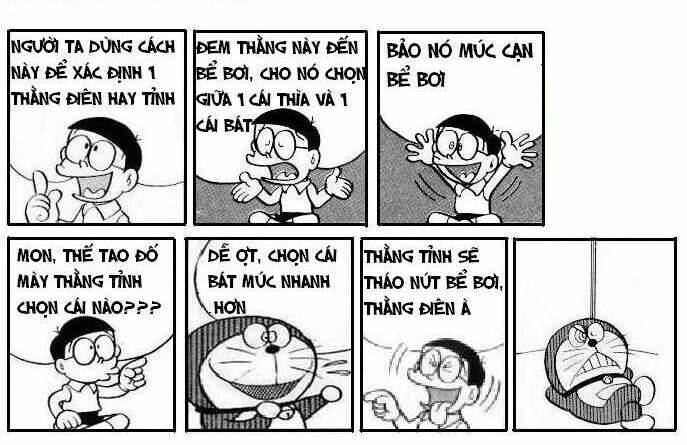 NGƯỜI TA DÙNG CÁCH
NÀY ĐỂ XÁC ĐỊNH 1
THẰNG ĐIÊN HAY TỈNH
ĐEM THẰNG NÀY ĐẾN
BỂ BƠI, CHO NÓ CHỌN
GIỮA 1 CÁI THÌA VÀ 1
CÁI BÁT
BẢO NÓ MÚC CẠN
BỂ BƠI
MON, THẾ TAO ĐỐ
MÀY THẰNG TỈNH
CHỌN CÁI NÀO???
DỄ ỢT, CHỌN CÁI
BÁT MÚC NHANH
HƠN
THẰNG TỈNH SẼ
THÁO NÚT BỂ BƠI,
THẰNG ĐIÊN À